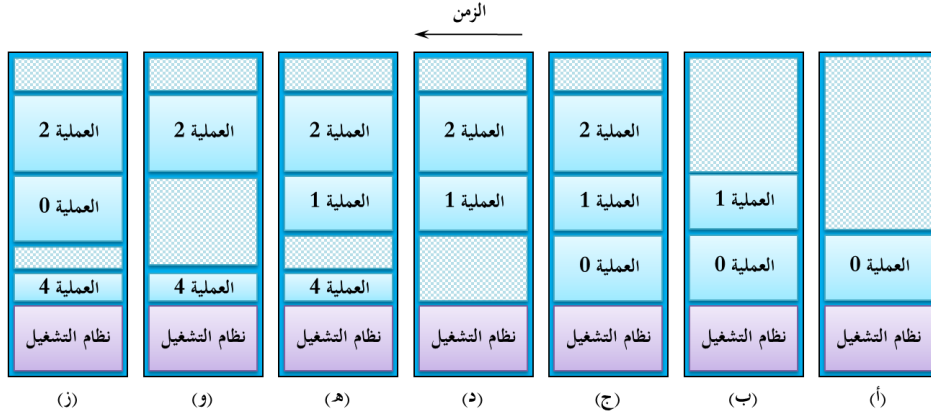 الزمن
العملية 0
نظام التشغيل
(أ)
العملية 1
العملية 0
نظام التشغيل
(ب)
العملية 2
العملية 1
العملية 0
نظام التشغيل
(ج)
العملية 2
العملية 1
نظام التشغيل
(د)
العملية 2
العملية 1
العملية 4
نظام التشغيل
(هـ)
العملية 2
العملية 4
نظام التشغيل
(و)
العملية 2
العملية 0
العملية 4
نظام التشغيل
(ز)